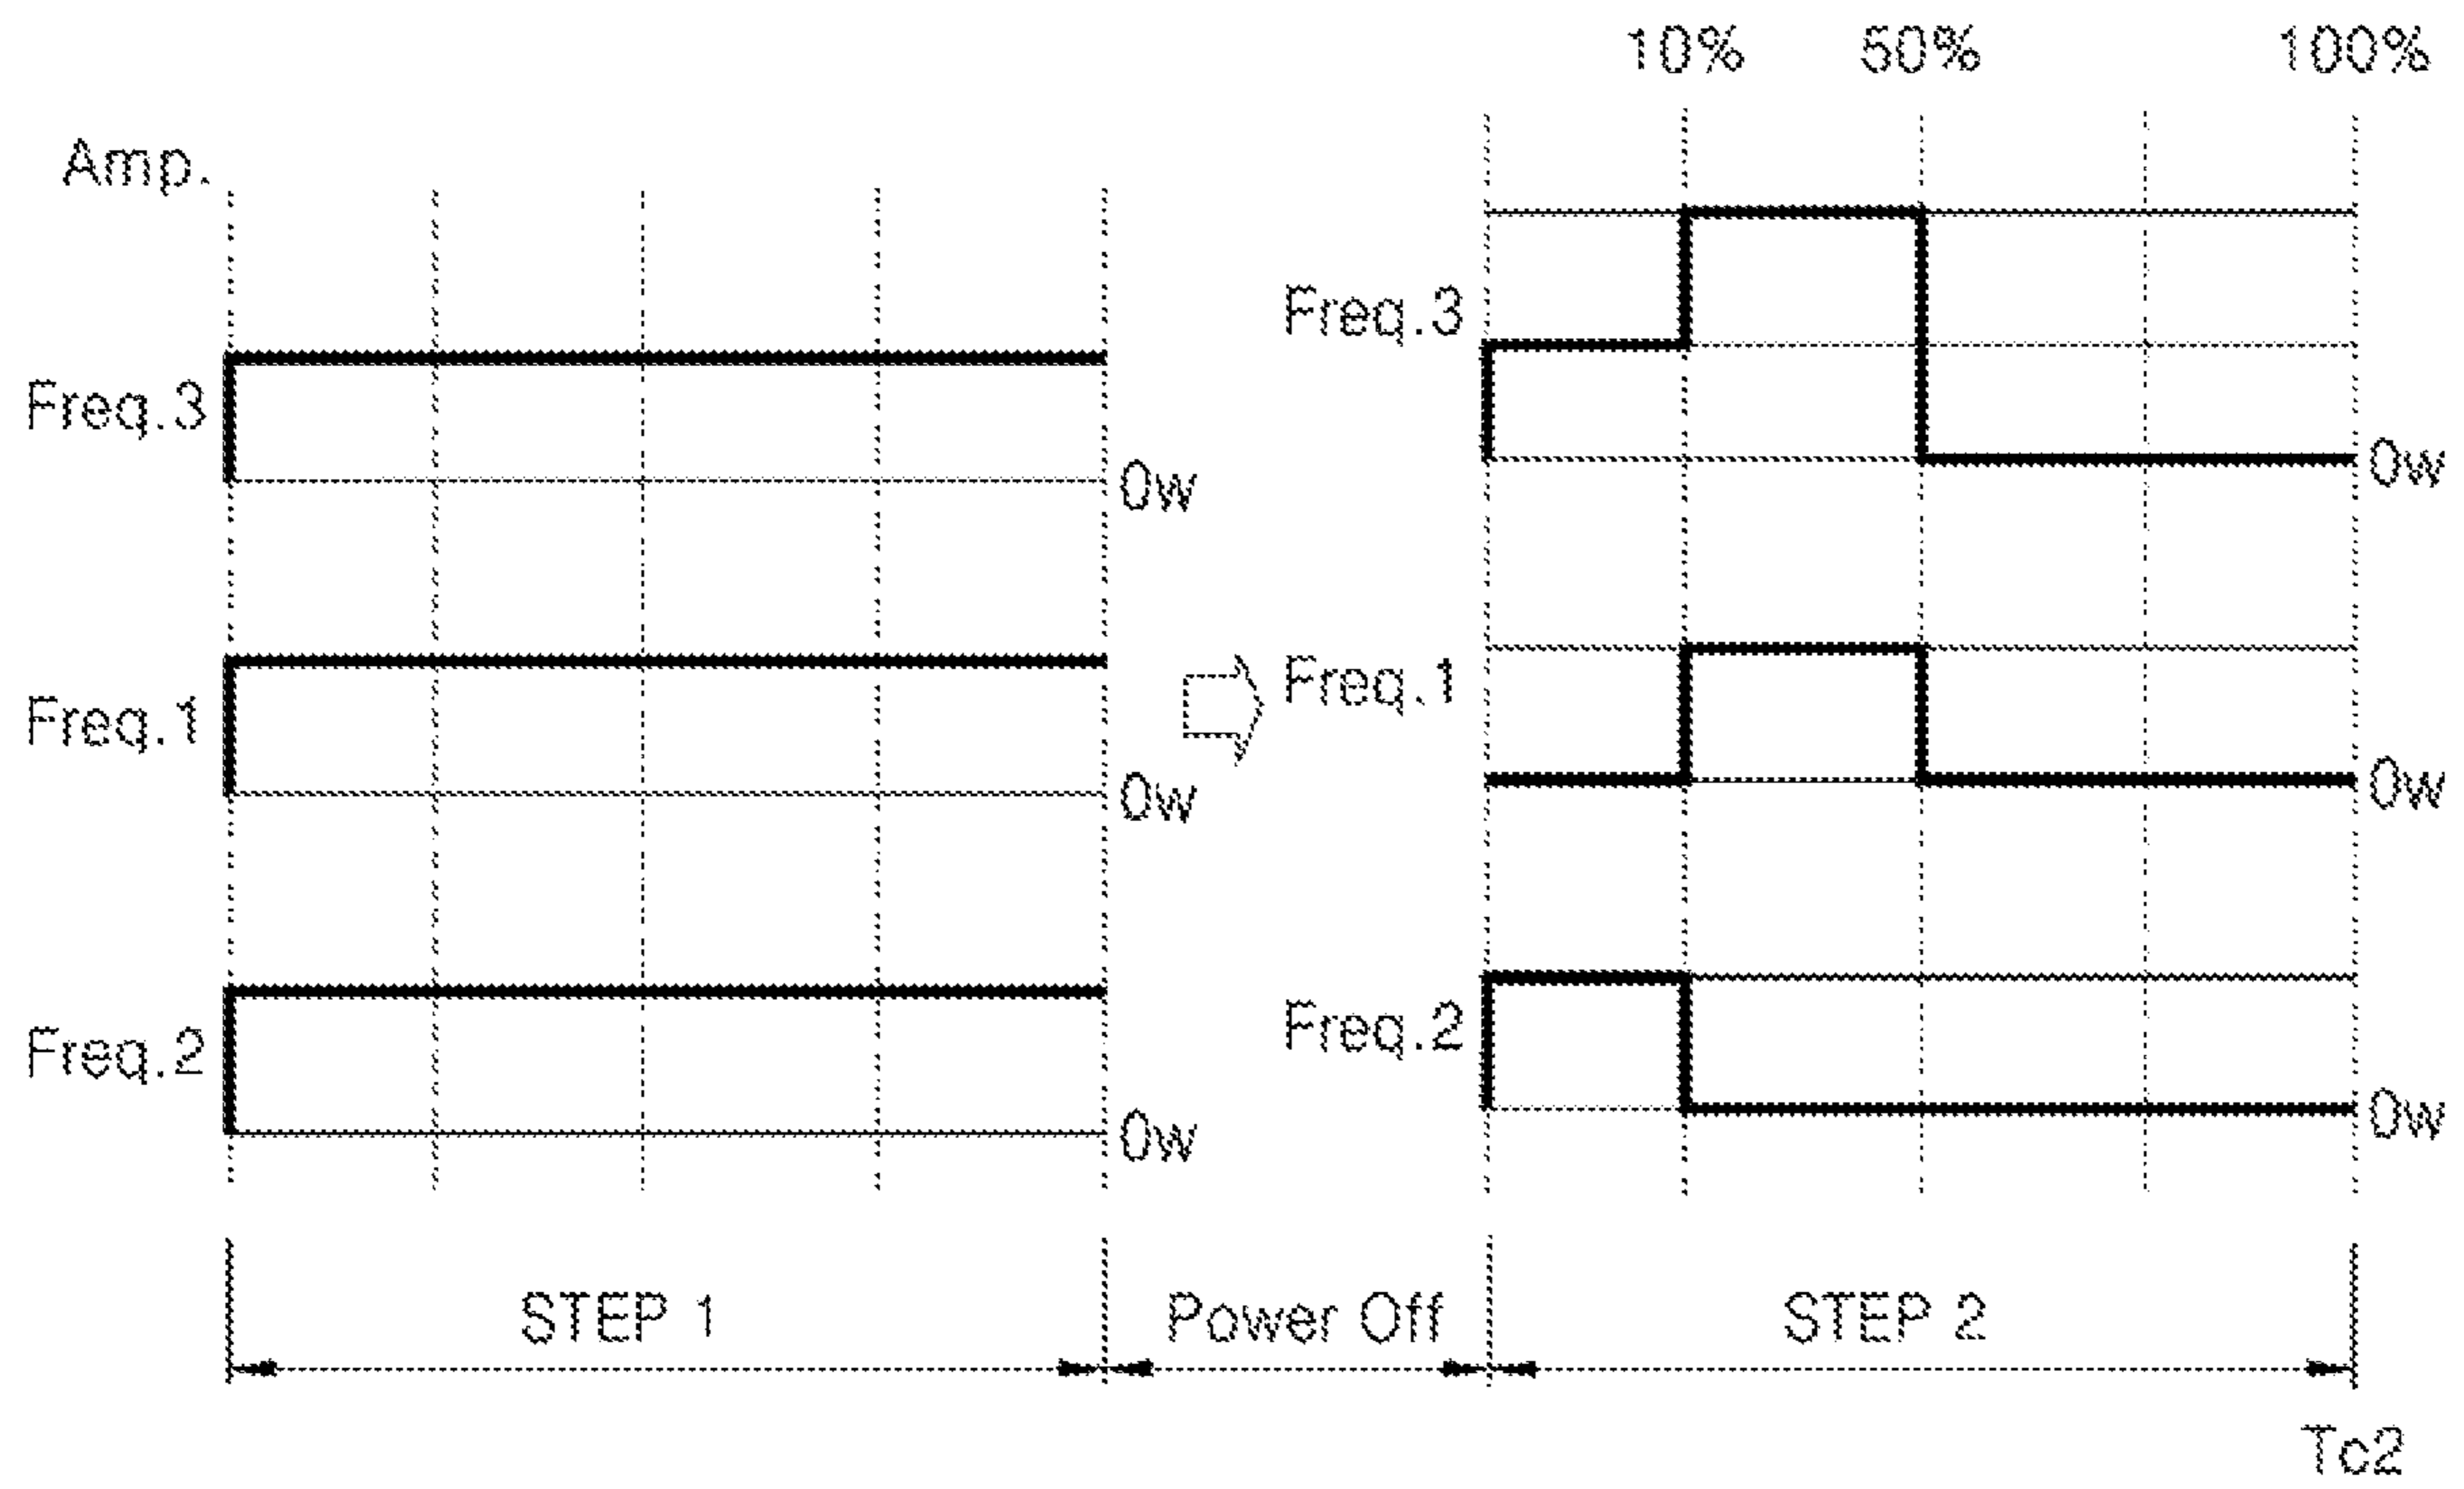 10% 50% 100%
Amp.
Freq.3
Freq.3
0w
0w
Freq.1
Freq.1
0w
0w
Freq.2
Freq.2
0w
0w
STEP 1 Power Off STEP 2
Tc2